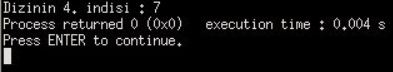 Dizinin 4. indisi : 7
Process returned 0 (0x0)   execution time : 0.004 s
Press ENTER to continue.